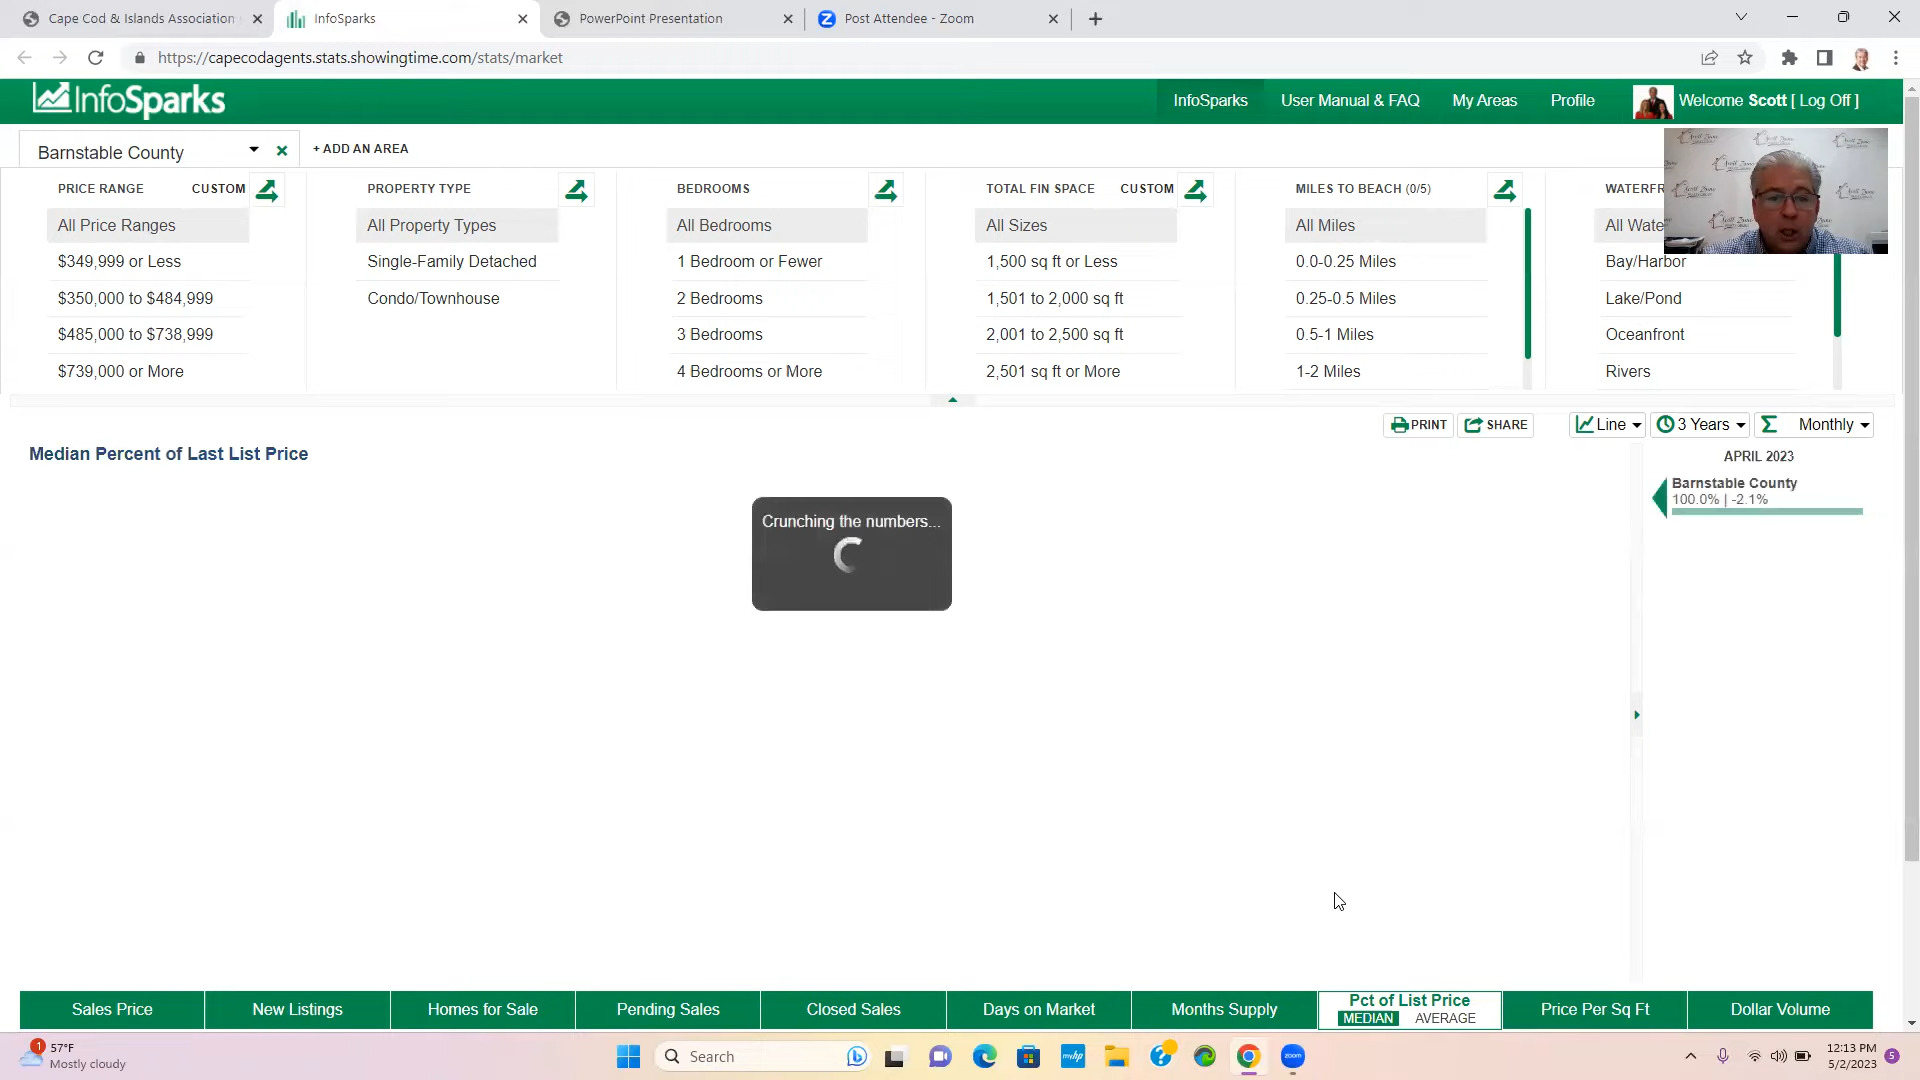 Cape Cod & Islands Association
InfoSparks
PowerPoint Presentation
Post Attendee - Zoom
https://capecodagents.stats.showingtime.com/stats/market
InfoSparks
InfoSparks
User Manual & FAQ
My Areas
Profile
Welcome Scott [ Log Off ]
Barnstable County
+ ADD AN AREA
PRICE RANGE
CUSTOM
All Price Ranges
$349,999 or Less
$350,000 to $484,999
$485,000 to $738,999
$739,000 or More
PROPERTY TYPE
All Property Types
Single-Family Detached
Condo/Townhouse
BEDROOMS
All Bedrooms
1 Bedroom or Fewer
2 Bedrooms
3 Bedrooms
4 Bedrooms or More
TOTAL FIN SPACE
CUSTOM
All Sizes
1,500 sq ft or Less
1,501 to 2,000 sq ft
2,001 to 2,500 sq ft
2,501 sq ft or More
MILES TO BEACH (0/5)
All Miles
0.0-0.25 Miles
0.25-0.5 Miles
0.5-1 Miles
1-2 Miles
WATERF
All Wate
Bay/Harbor
Lake/Pond
Oceanfront
Rivers
PRINT
SHARE
Line
3 Years
Monthly
Median Percent of Last List Price
APRIL 2023
Barnstable County
100.0% | -2.1%
Crunching the numbers...
Sales Price
New Listings
Homes for Sale
Pending Sales
Closed Sales
Days on Market
Months Supply
Pct of List Price
MEDIAN
AVERAGE
Price Per Sq Ft
Dollar Volume
1
57°F
Mostly cloudy
Search
myhp
zoom
12:13 PM
5/2/2023
5